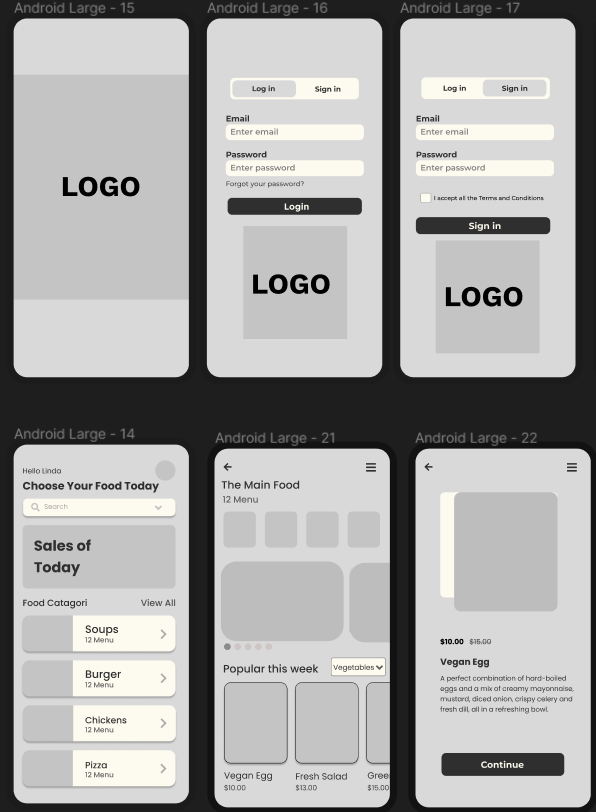 Android Large - 15
LOGO
Android Large - 16
Log in
Sign in
Email
Enter email
Password
Enter password
Forgot your password?
Login
LOGO
Android Large - 17
Log in
Sign in
Email
Enter email
Password
Enter password
I accept all the Terms and Conditions
Sign in
LOGO
Android Large - 14
Hello Linda
Choose Your Food Today
Search
Sales of
Today
Food Catagori
View All
Soups
12 Menu
Burger
12 Menu
Chickens
12 Menu
Pizza
12 Menu
Android Large - 21
The Main Food
12 Menu
Popular this week
Vegetables
Vegan Egg
$10.00
Fresh Salad
$13.00
Gree
$15.00
Android Large - 22
$10.00 $15.00
Vegan Egg
A perfect combination of hard-boiled
eggs and a mix of creamy mayonnaise,
mustard, diced onion, crispy celery and
fresh dill, all in a refreshing bowl.
Continue